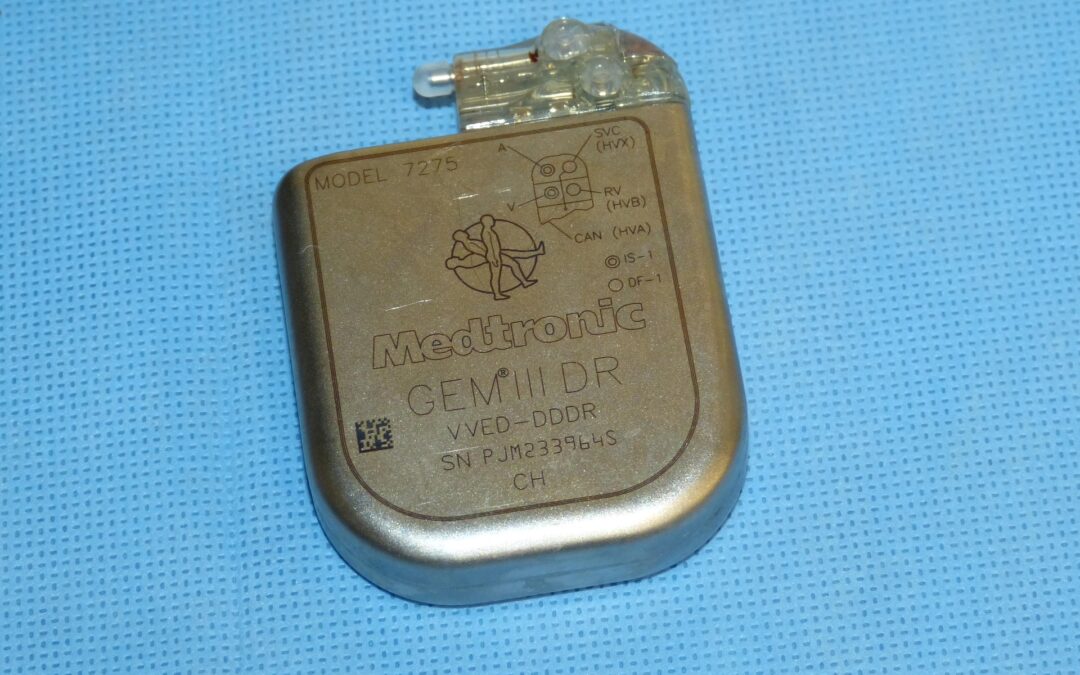 MODEL 7275
A
SVC
(HVX)
V
RV
(HVB)
CAN (HVA)
IS-1
DF-1
Medtronic
GEM® III DR
VVED-DDDR
SN PJM233964S
CH